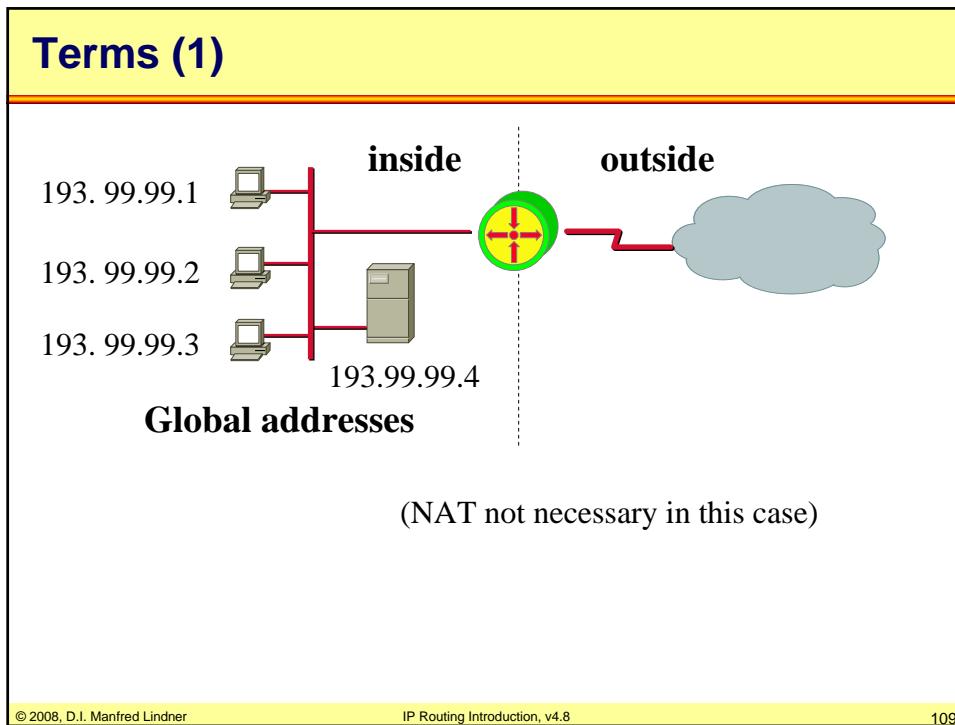 Terms (1)
inside
outside
193. 99.99.1
193. 99.99.2
193. 99.99.3
193.99.99.4
Global addresses
(NAT not necessary in this case)
© 2008, D.I. Manfred Lindner
IP Routing Introduction, v4.8
109